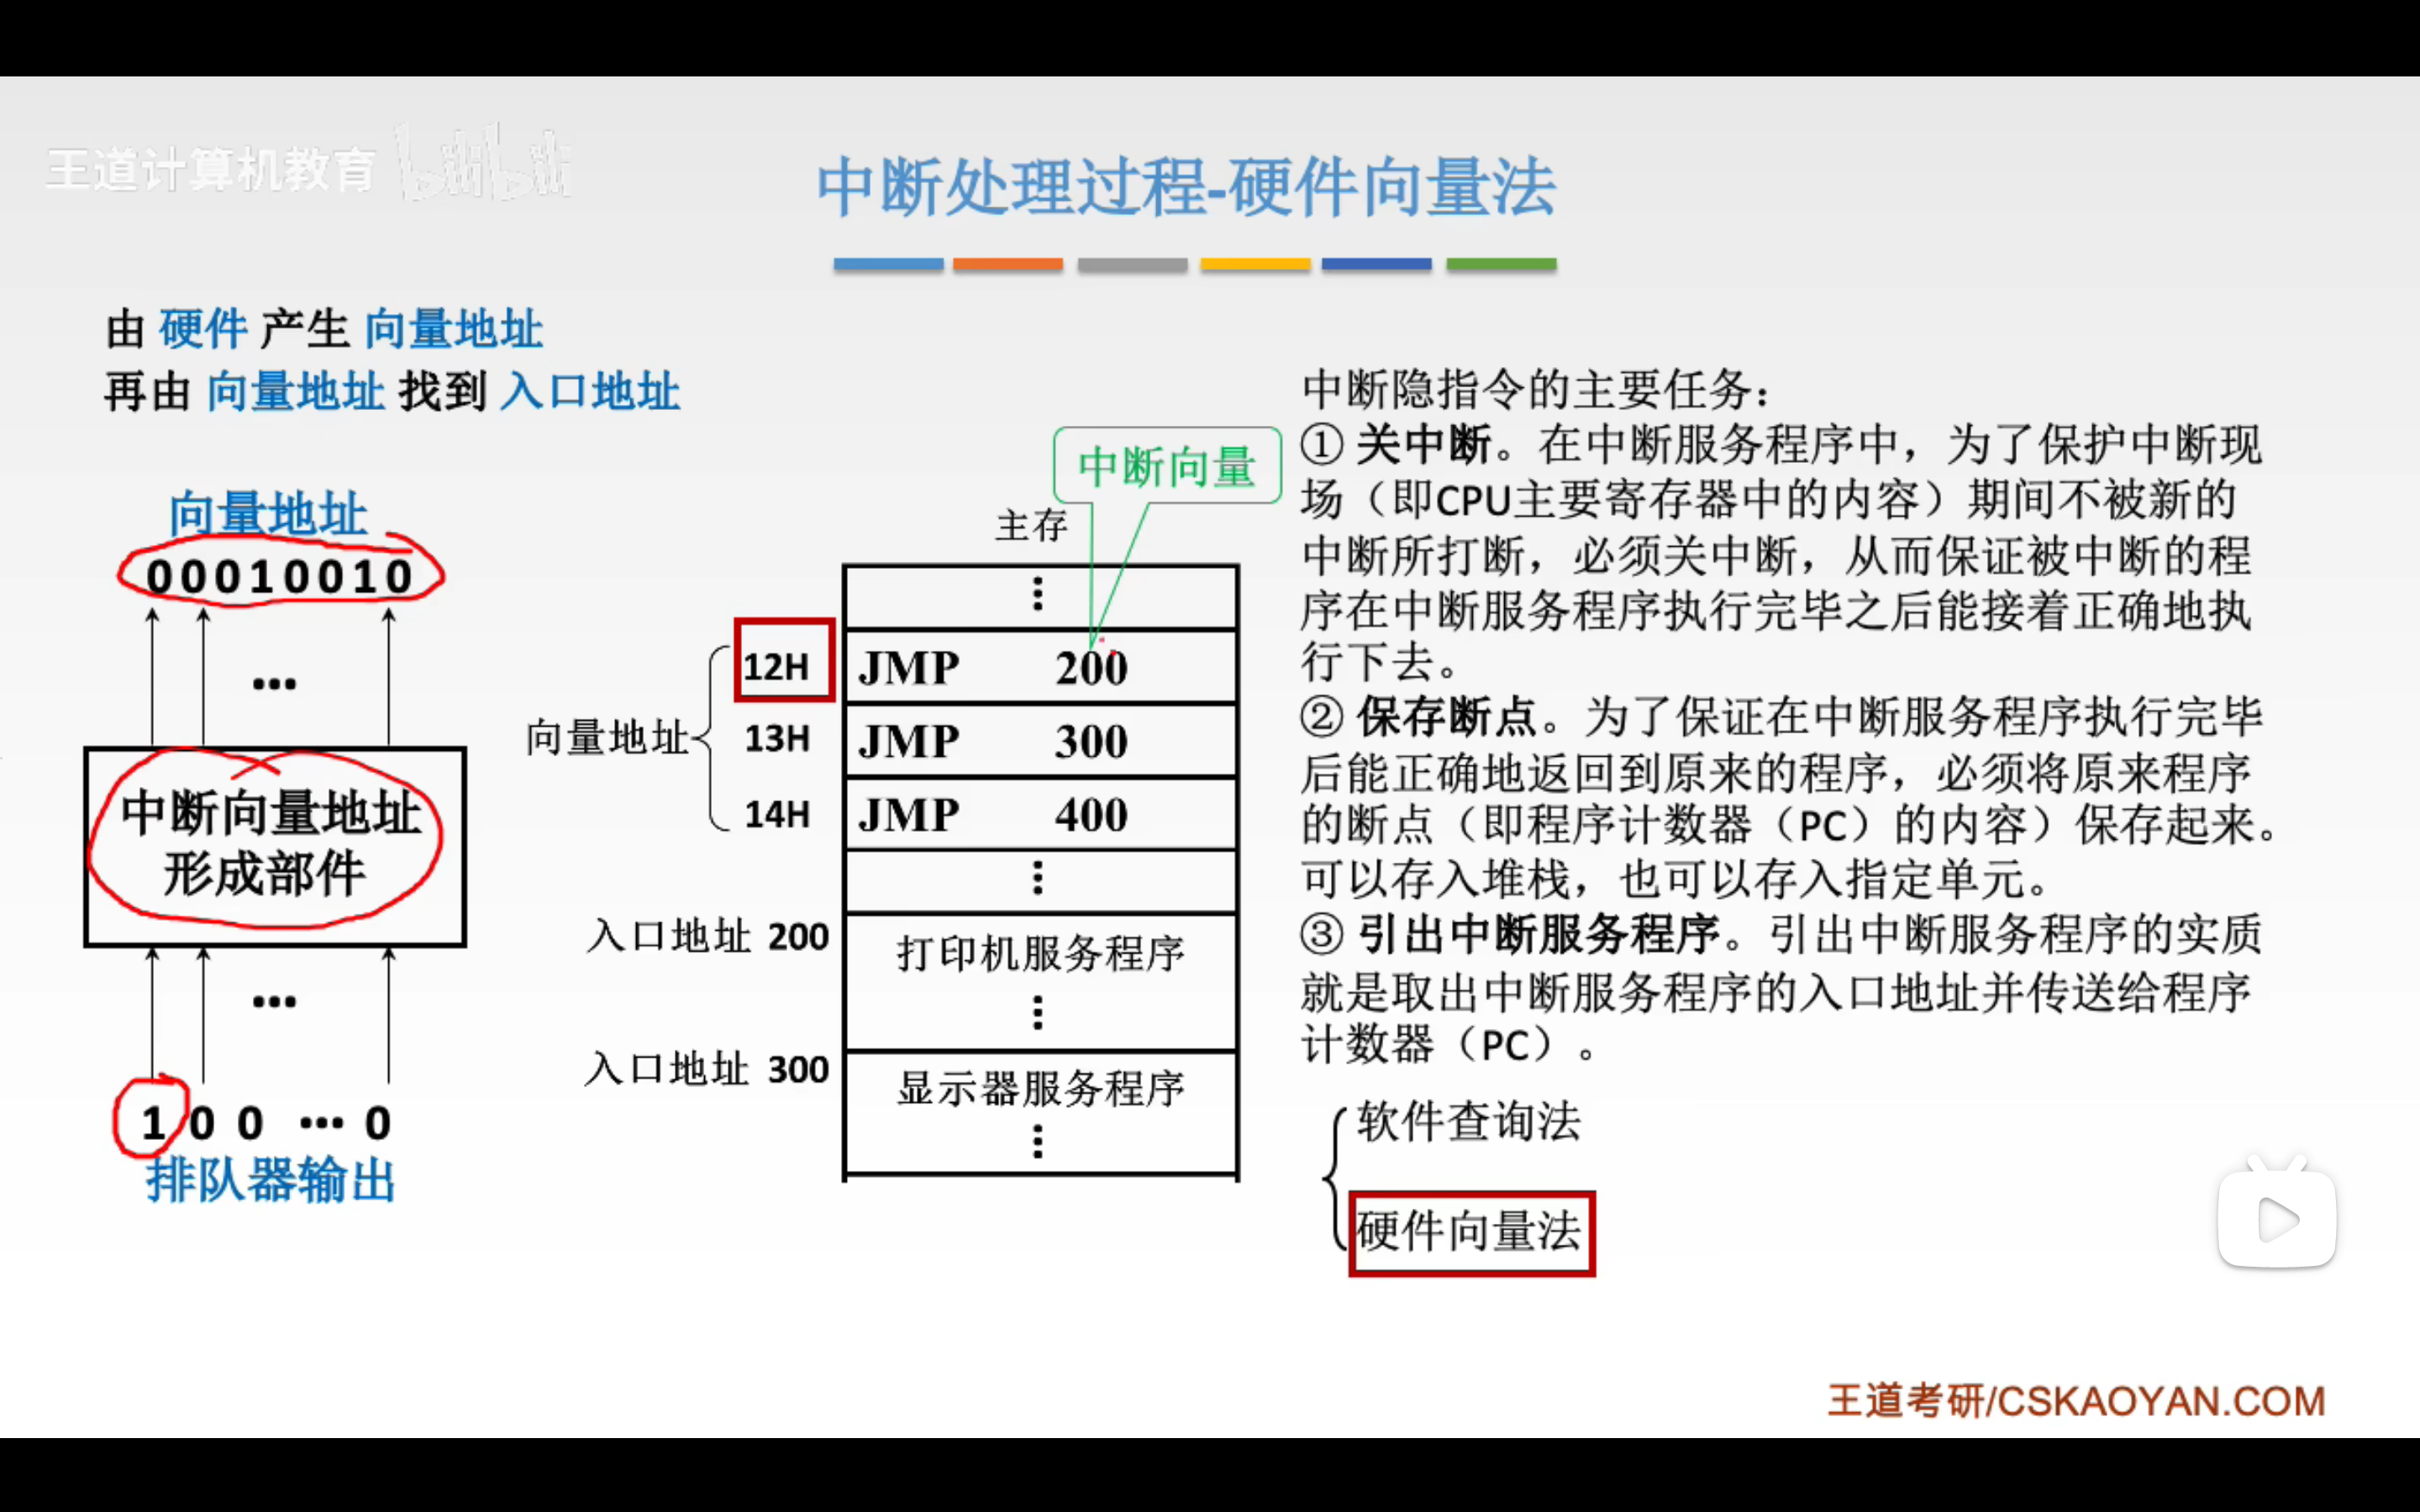 王道计算机教育 bilibili
中断处理过程-硬件向量法
由 硬件 产生 向量地址
再由 向量地址 找到 入口地址
向量地址
00010010
...
中断向量地址
形成部件
...
1 0 0 ... 0
排队器输出
中断向量
主存
⋮
12H JMP 200
向量地址 13H JMP 300
14H JMP 400
⋮
入口地址 200 打印机服务程序
⋮
入口地址 300 显示器服务程序
⋮
中断隐指令的主要任务：
① 关中断。在中断服务程序中，为了保护中断现
场（即CPU主要寄存器中的内容）期间不被新的
中断所打断，必须关中断，从而保证被中断的程
序在中断服务程序执行完毕之后能接着正确地执
行下去。
② 保存断点。为了保证在中断服务程序执行完毕
后能正确地返回到原来的程序，必须将原来程序
的断点（即程序计数器（PC）的内容）保存起来。
可以存入堆栈，也可以存入指定单元。
③ 引出中断服务程序。引出中断服务程序的实质
就是取出中断服务程序的入口地址并传送给程序
计数器（PC）。
软件查询法
硬件向量法
王道考研/CSKAOYAN.COM